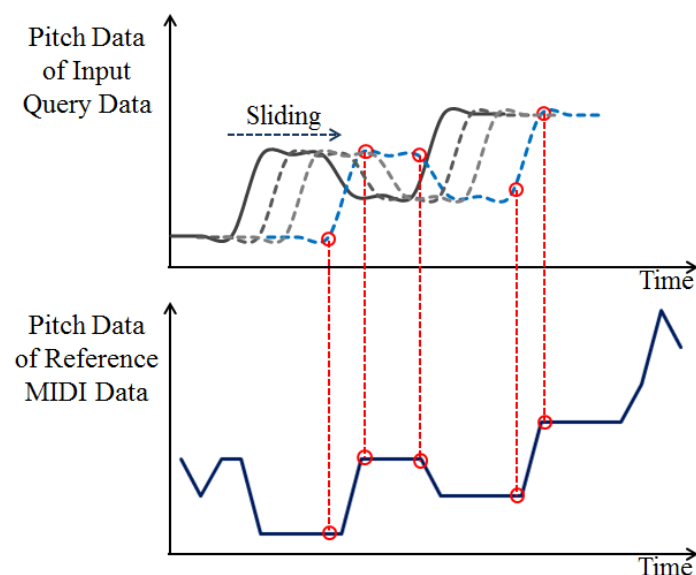 Pitch Data
of Input
Query Data
Sliding
Time
Pitch Data
of Reference
MIDI Data
Time